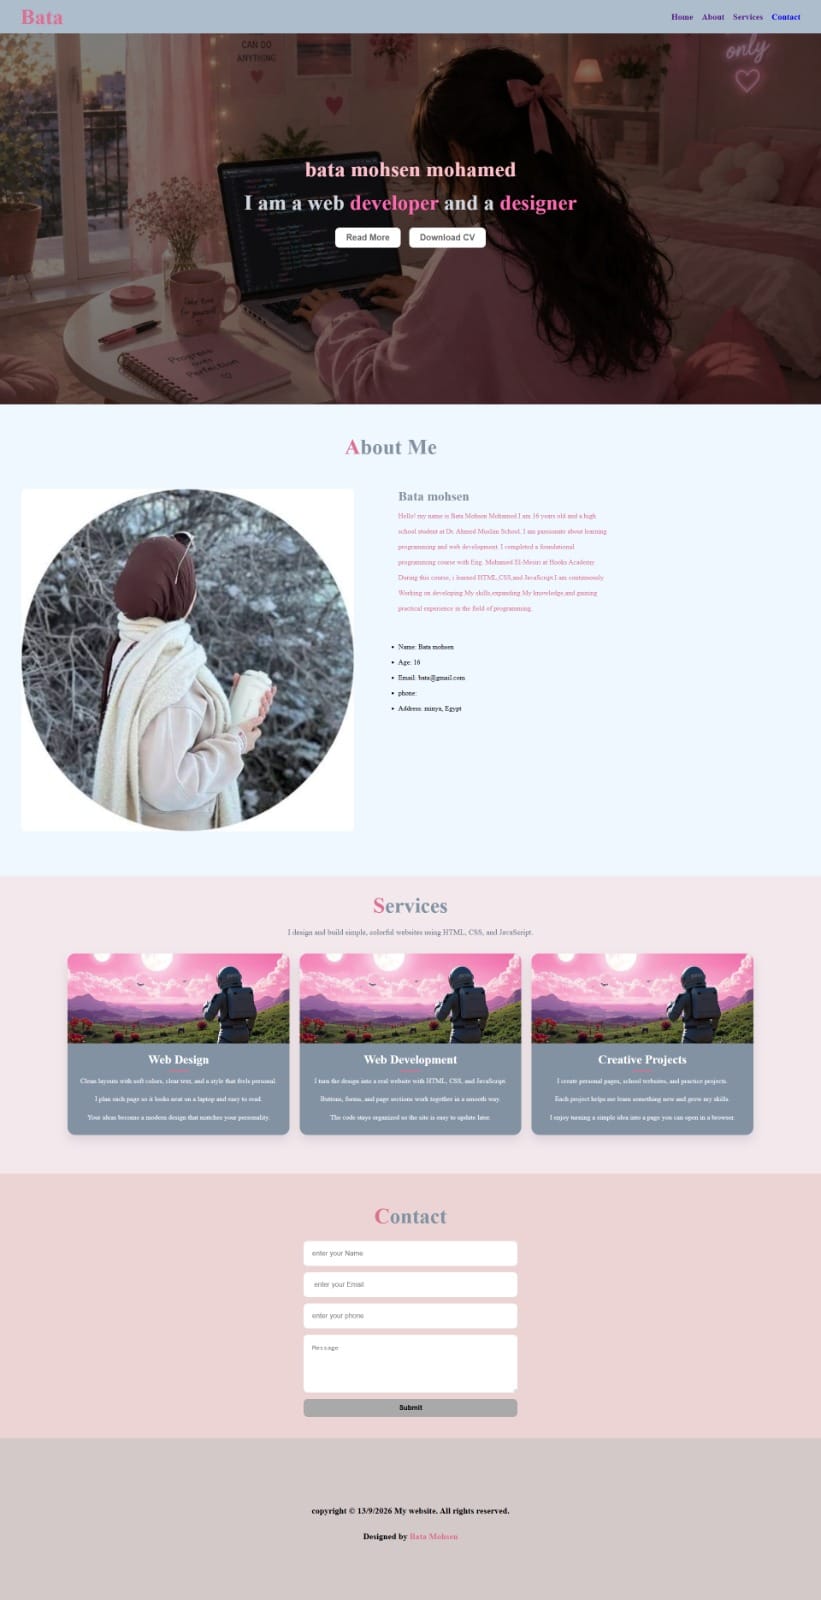 Bata
Home About Services Contact
CAN DO
ANYTHING
only
bata mohsen mohamed
I am a web developer and a designer
Read More Download CV
Take time
for yourself
Progress
over
Perfection
About Me
Bata mohsen
Hello! my name is Bata Mohsen Mohamed I am 16 years old and a high
school student at Dr. Ahmed Muslim School. I am passionate about learning
programming and web development. I completed a foundational
programming course with Eng. Mohamed El-Mesiri at Hooks Academy
During this course, i learned HTML,CSS,and JavaScript I am continuously
Working on developing My skills,expanding My knowledge,and gaining
practical experience in the field of programming.
• Name: Bata mohsen
• Age: 16
• Email: bata@gmail.com
• phone:
• Address: minya, Egypt
Services
I design and build simple, colorful websites using HTML, CSS, and JavaScript.
Web Design
Clean layouts with soft colors, clear text, and a style that feels personal.
I plan each page so it looks neat on a laptop and easy to read.
Your ideas become a modern design that matches your personality.
Web Development
I turn the design into a real website with HTML, CSS, and JavaScript.
Buttons, forms, and page sections work together in a smooth way.
The code stays organized so the site is easy to update later.
Creative Projects
I create personal pages, school websites, and practice projects.
Each project helps me learn something new and grow my skills.
I enjoy turning a simple idea into a page you can open in a browser.
Contact
enter your Name
enter your Email
enter your phone
Message
Submit
copyright © 13/9/2026 My website. All rights reserved.
Designed by Bata Mohsen